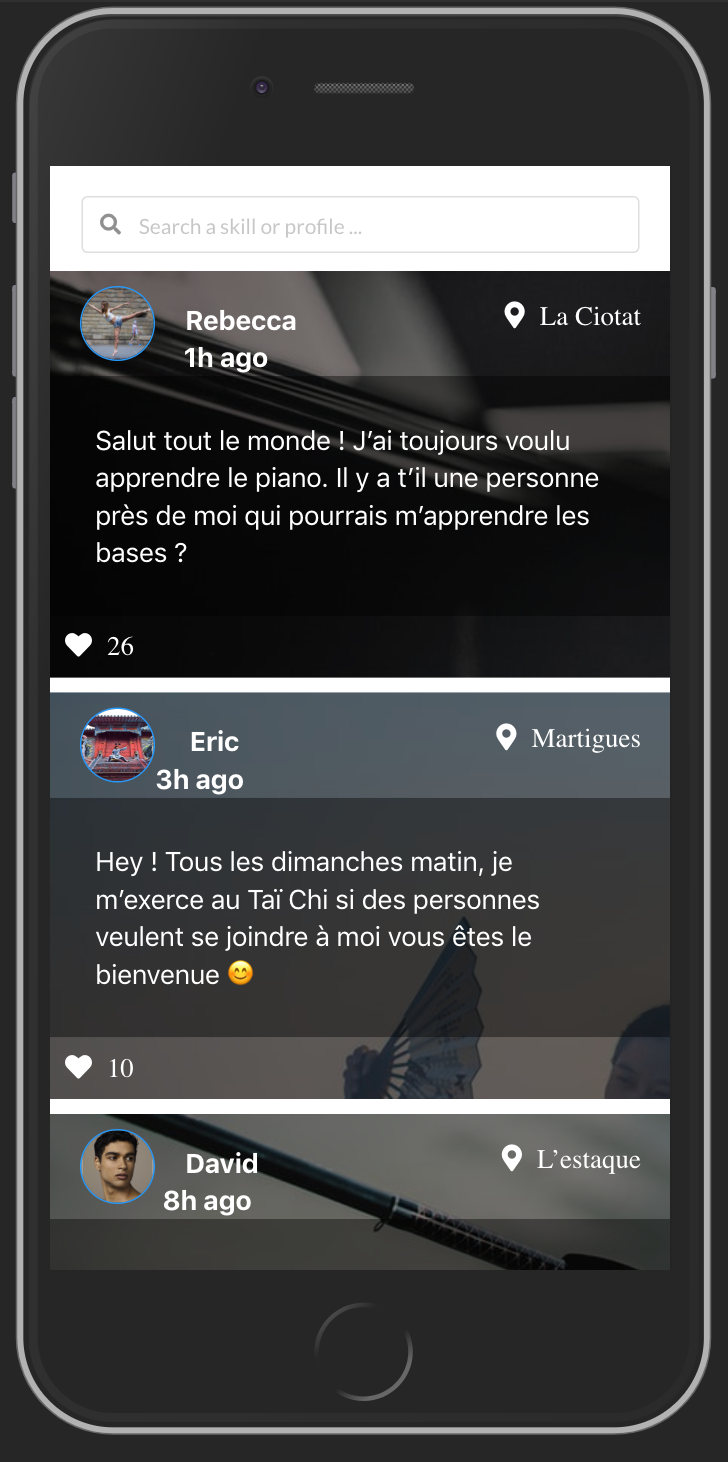 Search a skill or profile ...
Rebecca
La Ciotat
1h ago
Salut tout le monde ! J’ai toujours voulu
apprendre le piano. Il y a t’il une personne
près de moi qui pourrais m’apprendre les
bases ?
26
Eric
Martigues
3h ago
Hey ! Tous les dimanches matin, je
m’exerce au Taï Chi si des personnes
veulent se joindre à moi vous êtes le
bienvenue 😊
10
David
L’estaque
8h ago